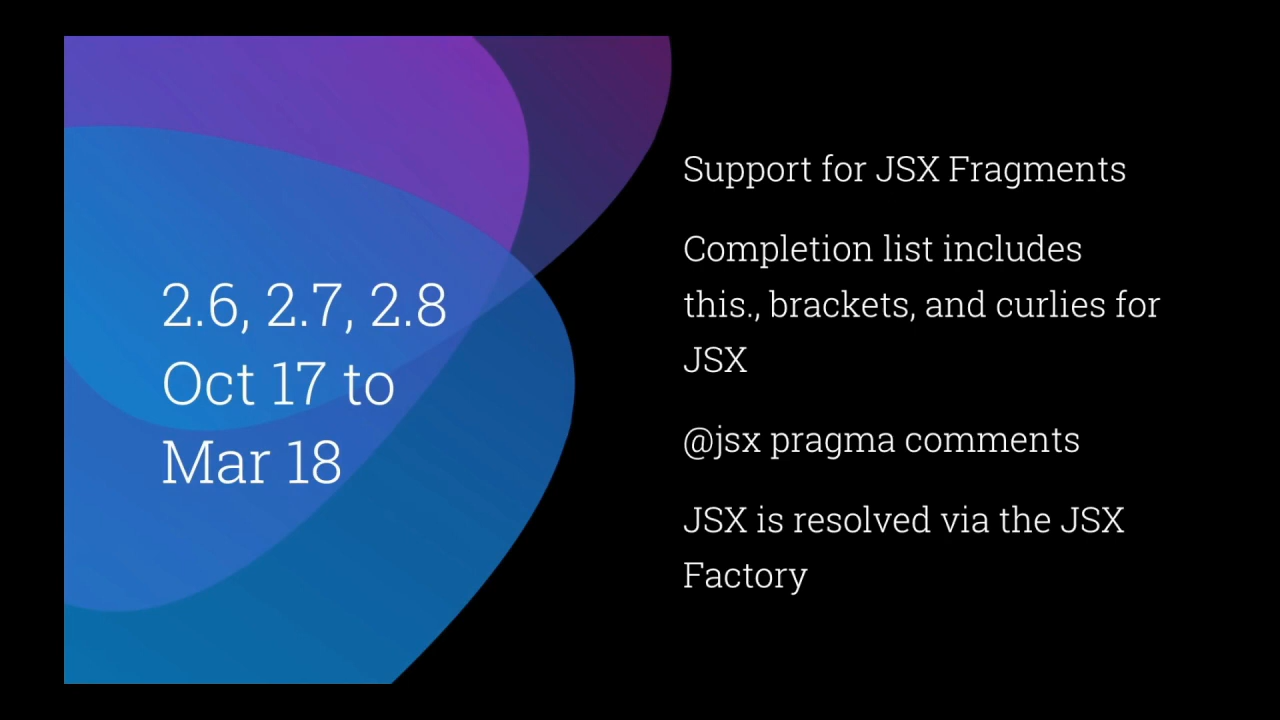 2.6, 2.7, 2.8
Oct 17 to
Mar 18
Support for JSX Fragments
Completion list includes
this., brackets, and curlies for
JSX
@jsx pragma comments
JSX is resolved via the JSX
Factory